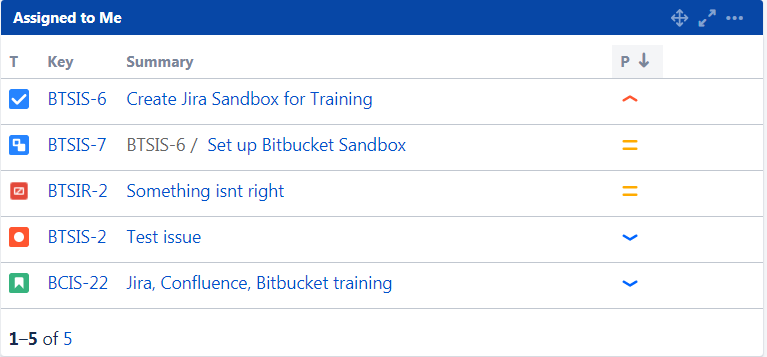 Assigned to Me
T Key Summary P
BTSIS-6 Create Jira Sandbox for Training
BTSIS-7 BTSIS-6 / Set up Bitbucket Sandbox
BTSIR-2 Something isnt right
BTSIS-2 Test issue
BCIS-22 Jira, Confluence, Bitbucket training
1–5 of 5